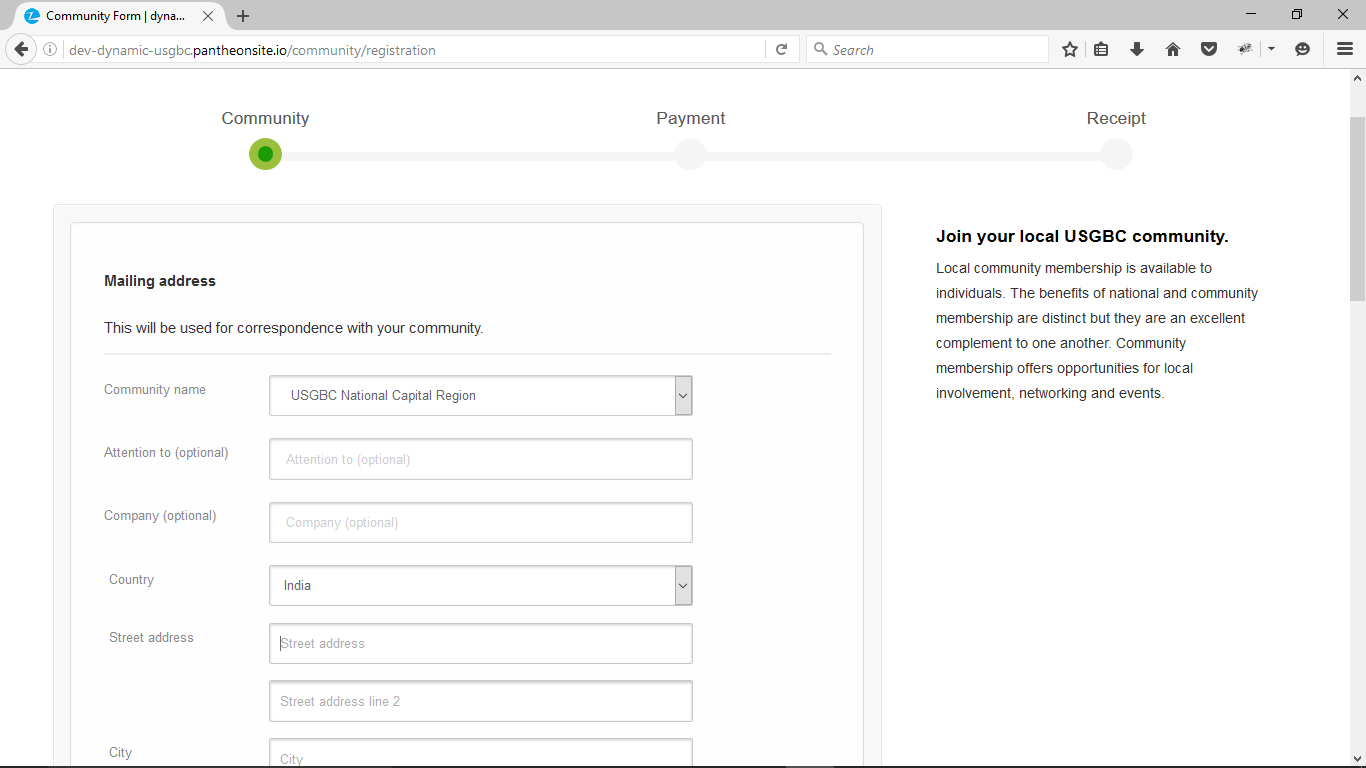 Community Form | dyna...
dev-dynamic-usgbc.pantheonsite.io/community/registration
Search
Community
Payment
Receipt
Mailing address
This will be used for correspondence with your community.
Community name
USGBC National Capital Region
Attention to (optional)
Attention to (optional)
Company (optional)
Company (optional)
Country
India
Street address
Street address
Street address line 2
City
City
Join your local USGBC community.
Local community membership is available to
individuals. The benefits of national and community
membership are distinct but they are an excellent
complement to one another. Community
membership offers opportunities for local
involvement, networking and events.